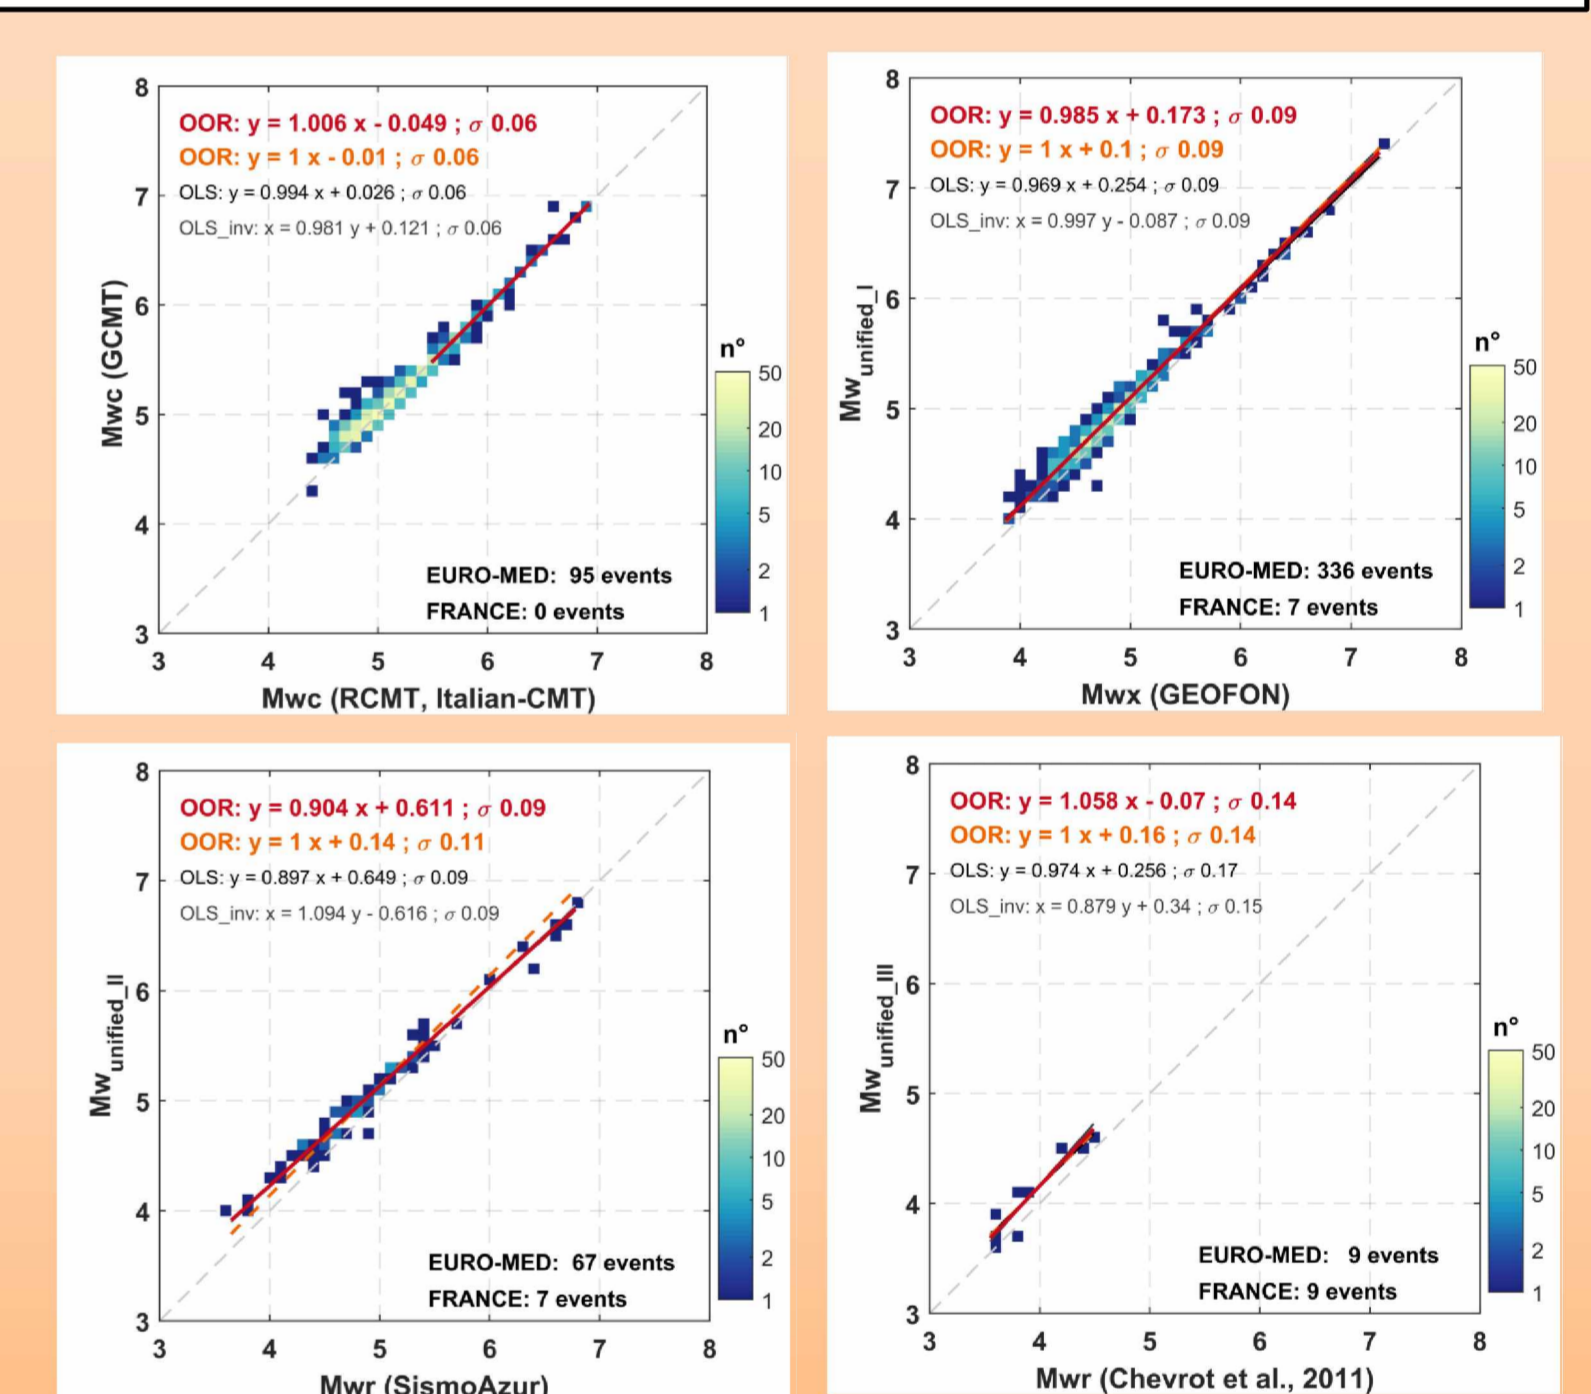 8
7
6
5
4
3
OOR: y = 1.006 x - 0.049 ; σ 0.06
OOR: y = 1 x - 0.01 ; σ 0.06
OLS: y = 0.994 x + 0.026 ; σ 0.06
OLS_inv: x = 0.981 y + 0.121 ; σ 0.06
Mwc (GCMT)
EURO-MED: 95 events
FRANCE: 0 events
3 4 5 6 7 8
Mwc (RCMT, Italian-CMT)
n°
50
20
10
5
2
1
8
7
6
5
4
3
OOR: y = 0.985 x + 0.173 ; σ 0.09
OOR: y = 1 x + 0.1 ; σ 0.09
OLS: y = 0.969 x + 0.254 ; σ 0.09
OLS_inv: x = 0.997 y - 0.087 ; σ 0.09
Mw unified_I
EURO-MED: 336 events
FRANCE: 7 events
3 4 5 6 7 8
Mwx (GEOFON)
n°
50
20
10
5
2
1
8
7
6
5
4
3
OOR: y = 0.904 x + 0.611 ; σ 0.09
OOR: y = 1 x + 0.14 ; σ 0.11
OLS: y = 0.897 x + 0.649 ; σ 0.09
OLS_inv: x = 1.094 y - 0.616 ; σ 0.09
Mw unified_II
EURO-MED: 67 events
FRANCE: 7 events
3 4 5 6 7 8
Mwr (SismoAzur)
n°
50
20
10
5
2
1
8
7
6
5
4
3
OOR: y = 1.058 x - 0.07 ; σ 0.14
OOR: y = 1 x + 0.16 ; σ 0.14
OLS: y = 0.974 x + 0.256 ; σ 0.17
OLS_inv: x = 0.879 y + 0.34 ; σ 0.15
Mw unified_III
EURO-MED: 9 events
FRANCE: 9 events
3 4 5 6 7 8
Mwr (Chevrot et al., 2011)
n°
50
20
10
5
2
1